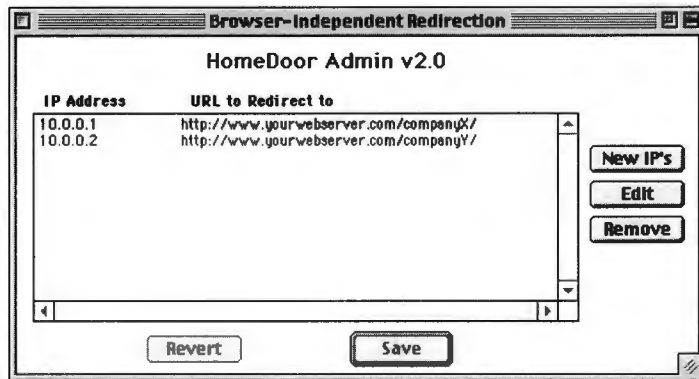 Browser-Independent Redirection
HomeDoor Admin v2.0
IP Address URL to Redirect to
10.0.0.1 http://www.yourwebserver.com/companyX/
10.0.0.2 http://www.yourwebserver.com/companyY/
New IP's
Edit
Remove
Revert Save